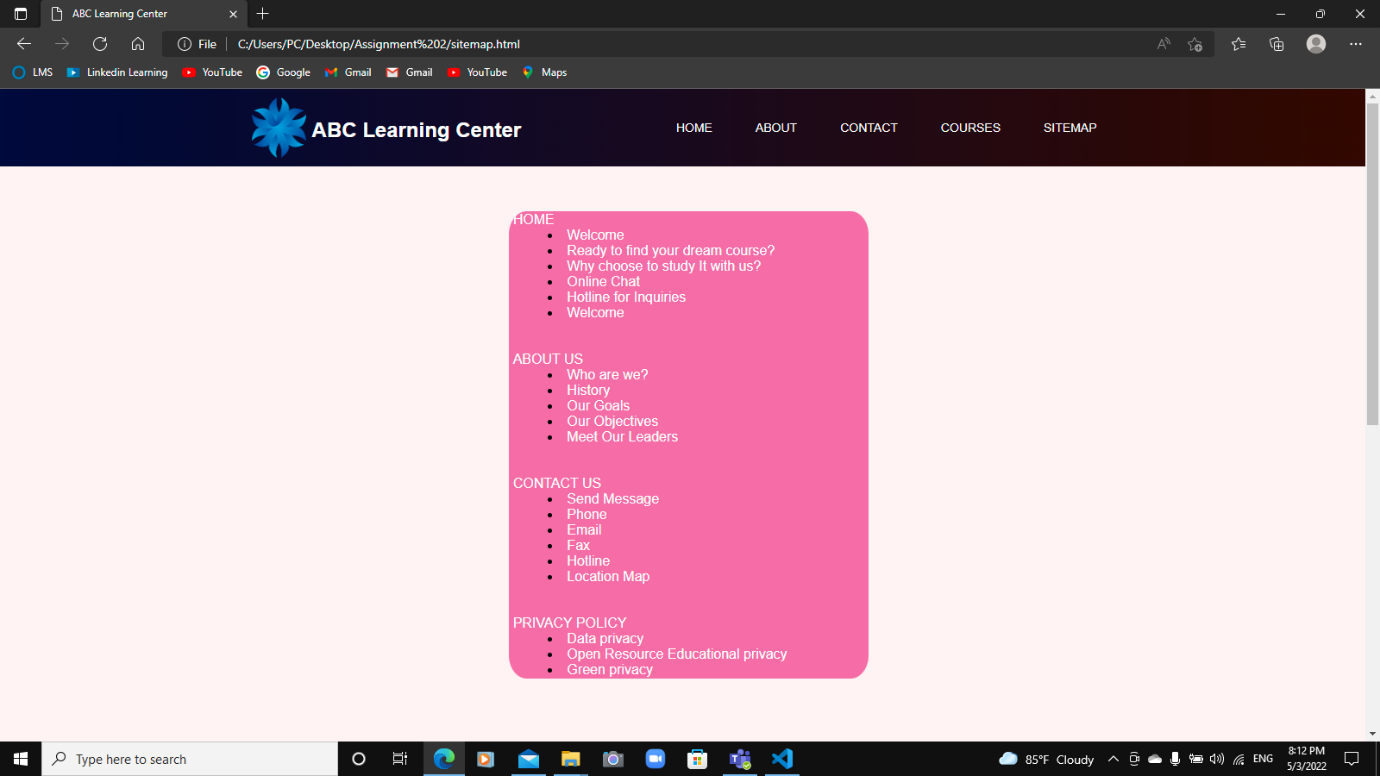 ABC Learning Center
File C:/Users/PC/Desktop/Assignment%202/sitemap.html
LMS Linkedin Learning YouTube Google Gmail Gmail YouTube Maps
ABC Learning Center HOME ABOUT CONTACT COURSES SITEMAP
HOME
Welcome
Ready to find your dream course?
Why choose to study It with us?
Online Chat
Hotline for Inquiries
Welcome
ABOUT US
Who are we?
History
Our Goals
Our Objectives
Meet Our Leaders
CONTACT US
Send Message
Phone
Email
Fax
Hotline
Location Map
PRIVACY POLICY
Data privacy
Open Resource Educational privacy
Green privacy
Type here to search 85°F Cloudy ENG 8:12 PM
5/3/2022